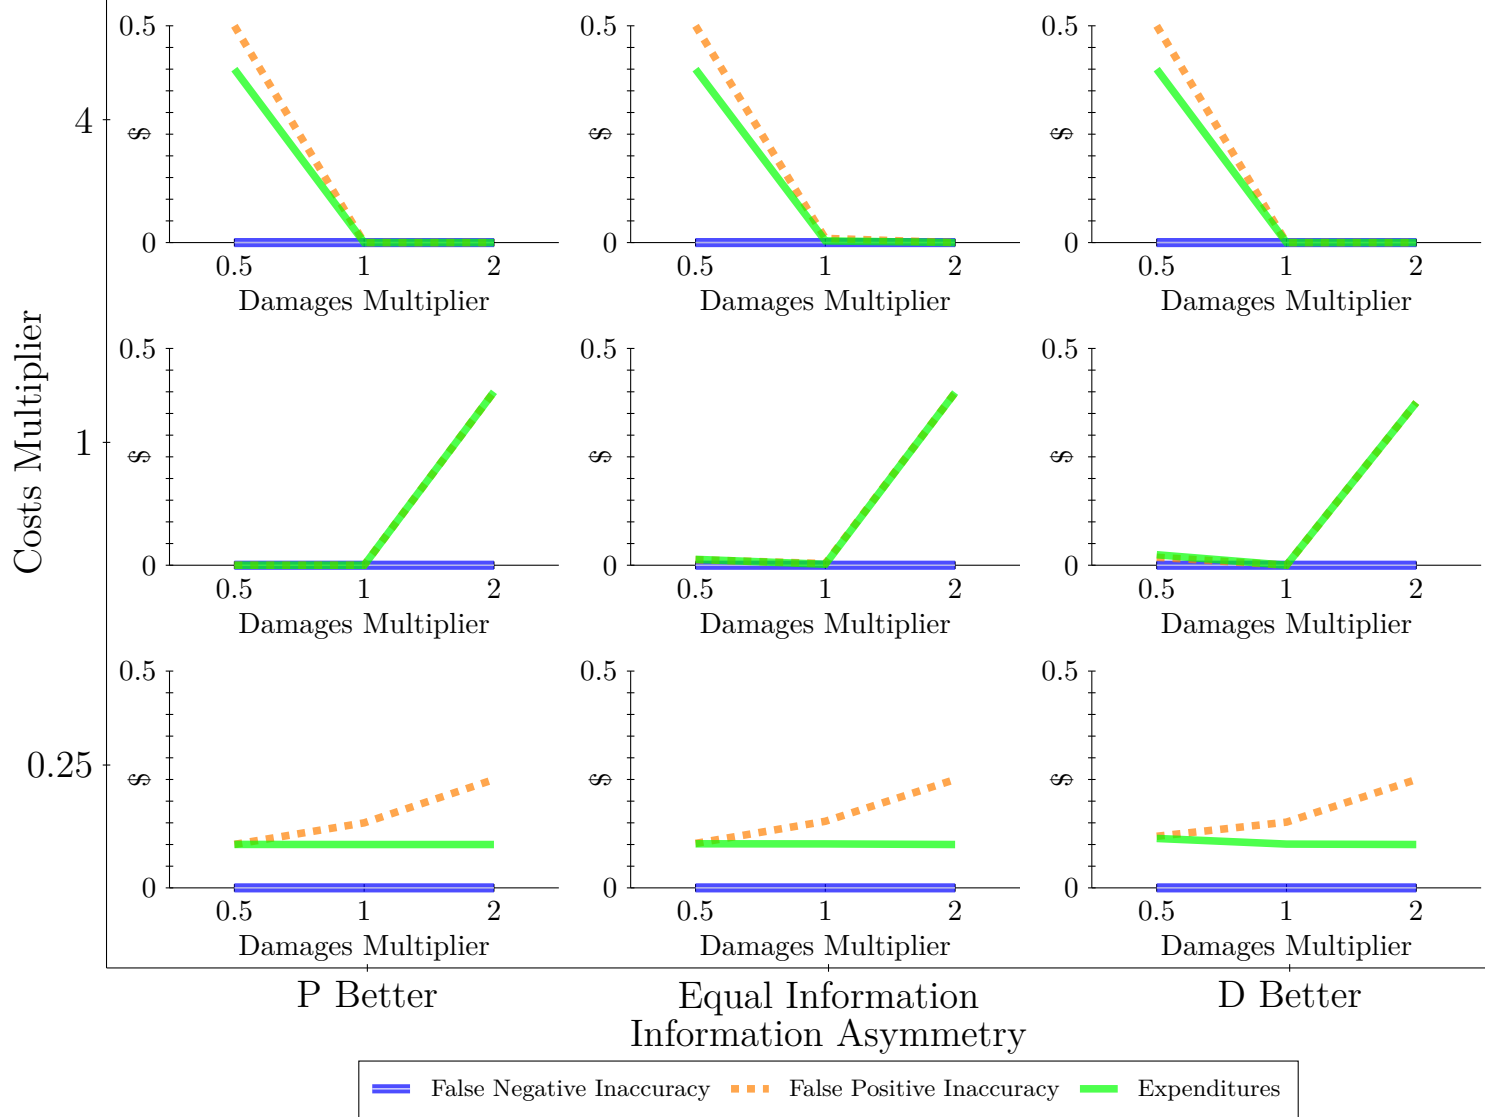 0.5 0.5 0.5
4 $ $ $
0 0 0
0.5 1 2 0.5 1 2 0.5 1 2
Damages Multiplier Damages Multiplier Damages Multiplier
Costs Multiplier
0.5 0.5 0.5
1 $ $ $
0 0 0
0.5 1 2 0.5 1 2 0.5 1 2
Damages Multiplier Damages Multiplier Damages Multiplier
0.5 0.5 0.5
0.25 $ $ $
0 0 0
0.5 1 2 0.5 1 2 0.5 1 2
Damages Multiplier Damages Multiplier Damages Multiplier
P Better Equal Information D Better
Information Asymmetry
False Negative Inaccuracy False Positive Inaccuracy Expenditures